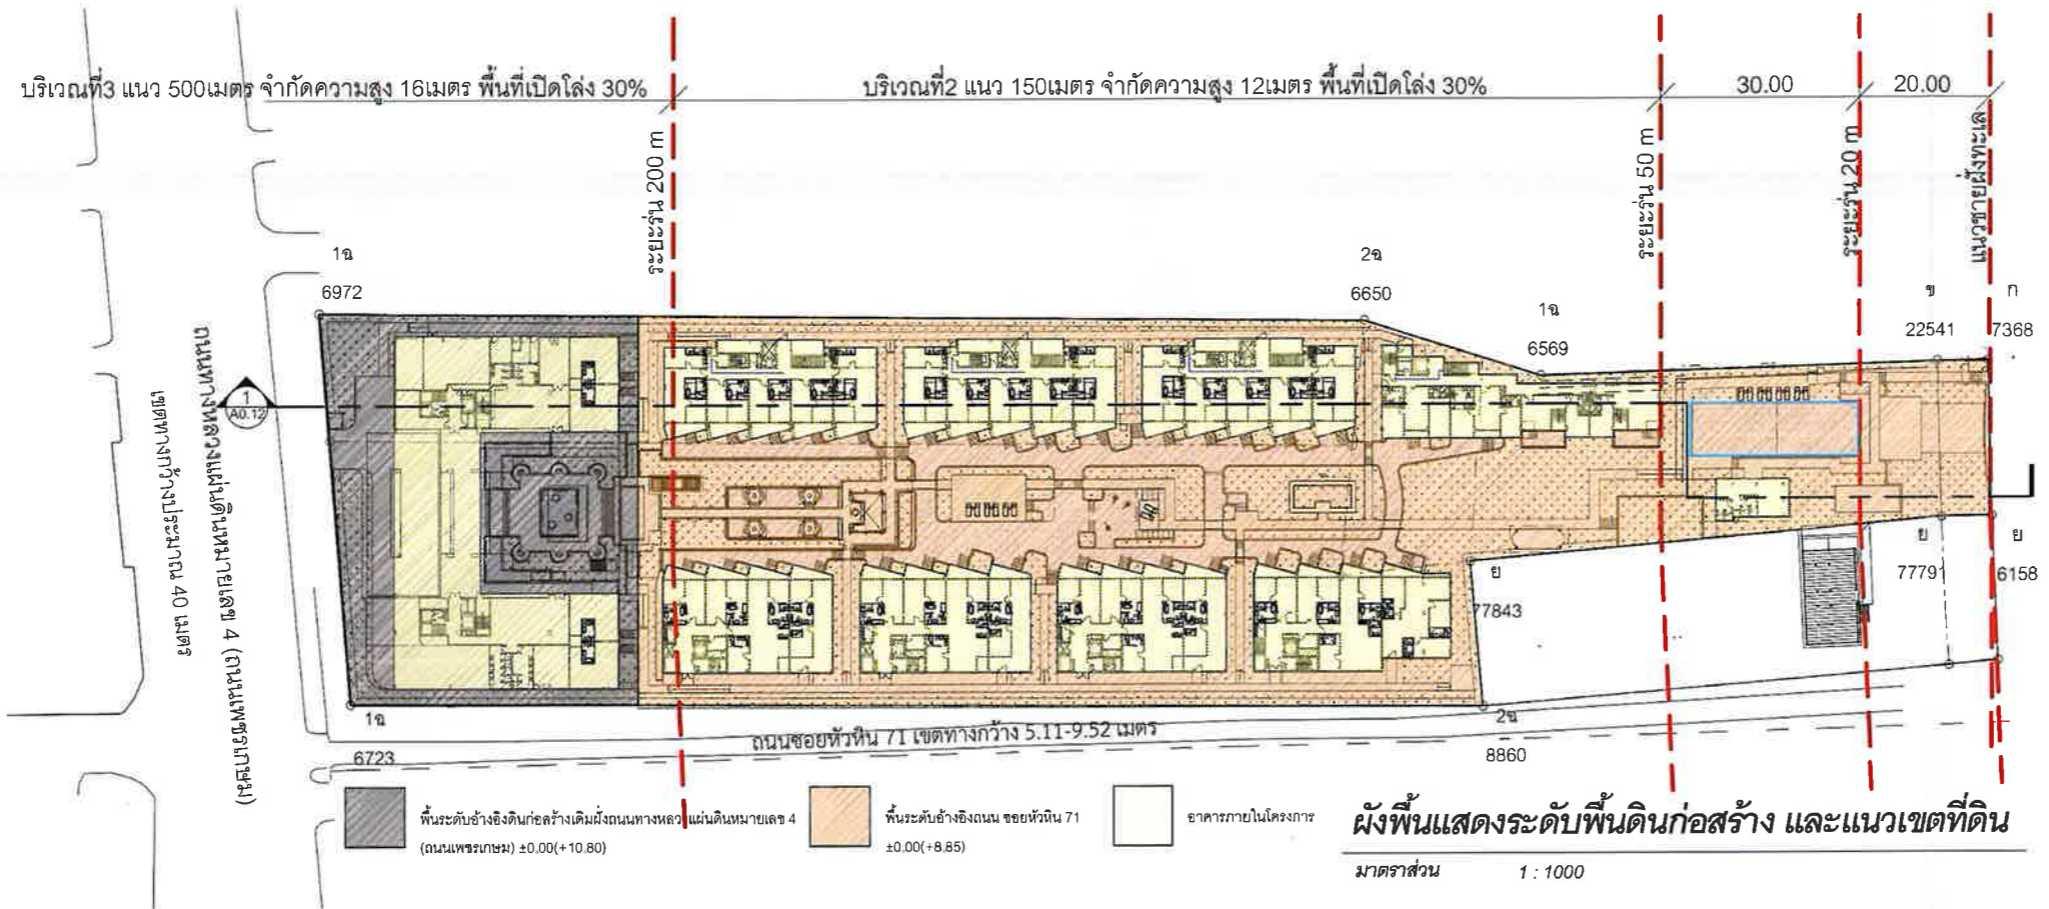 บริเวณที่3 แนว 500เมตร จำกัดความสูง 16เมตร พื้นที่เปิดโล่ง 30%
บริเวณที่2 แนว 150เมตร จำกัดความสูง 12เมตร พื้นที่เปิดโล่ง 30%
30.00
20.00
ระยะร่น 200 m
ระยะร่น 50 m
ระยะร่น 20 m
แนวชายฝั่งทะเล
1ฉ
6972
2ฉ
6650
1ฉ
6569
ข
22541
ก
7368
1
A0.12
ถนนทางหลวงแผ่นดินหมายเลข 4 (ถนนเพชรเกษม)
เขตทางกว้างประมาณ 40 เมตร
ย
77843
ย
77791
ย
6158
1ฉ
6723
2ฉ
8860
ถนนซอยหัวหิน 71 เขตทางกว้าง 5.11-9.52 เมตร
พื้นระดับอ้างอิงดินก่อสร้างเดิมฝั่งถนนทางหลวงแผ่นดินหมายเลข 4
(ถนนเพชรเกษม) ±0.00(+10.80)
พื้นระดับอ้างอิงถนน ซอยหัวหิน 71
±0.00(+8.85)
อาคารภายในโครงการ
ผังพื้นแสดงระดับพื้นดินก่อสร้าง และแนวเขตที่ดิน
มาตราส่วน 1 : 1000